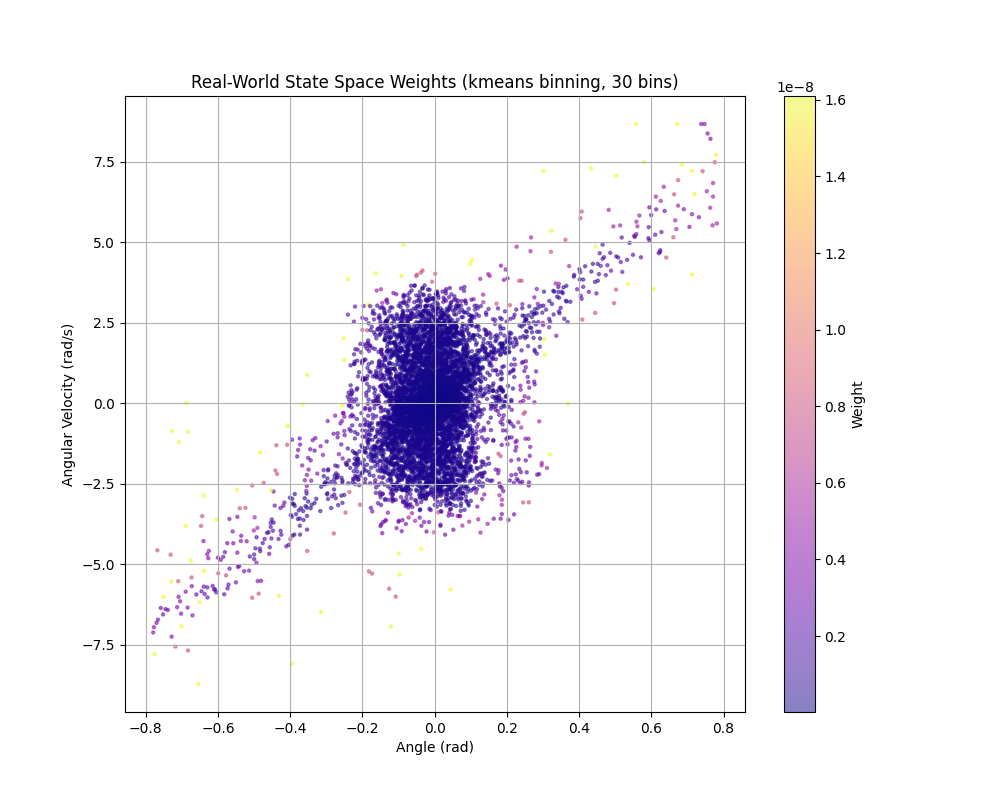 Real-World State Space Weights (kmeans binning, 30 bins)
1e−8
1.6
1.4
1.2
1.0
0.8
0.6
0.4
0.2
Weight
7.5
5.0
2.5
0.0
−2.5
−5.0
−7.5
Angular Velocity (rad/s)
−0.8 −0.6 −0.4 −0.2 0.0 0.2 0.4 0.6 0.8
Angle (rad)